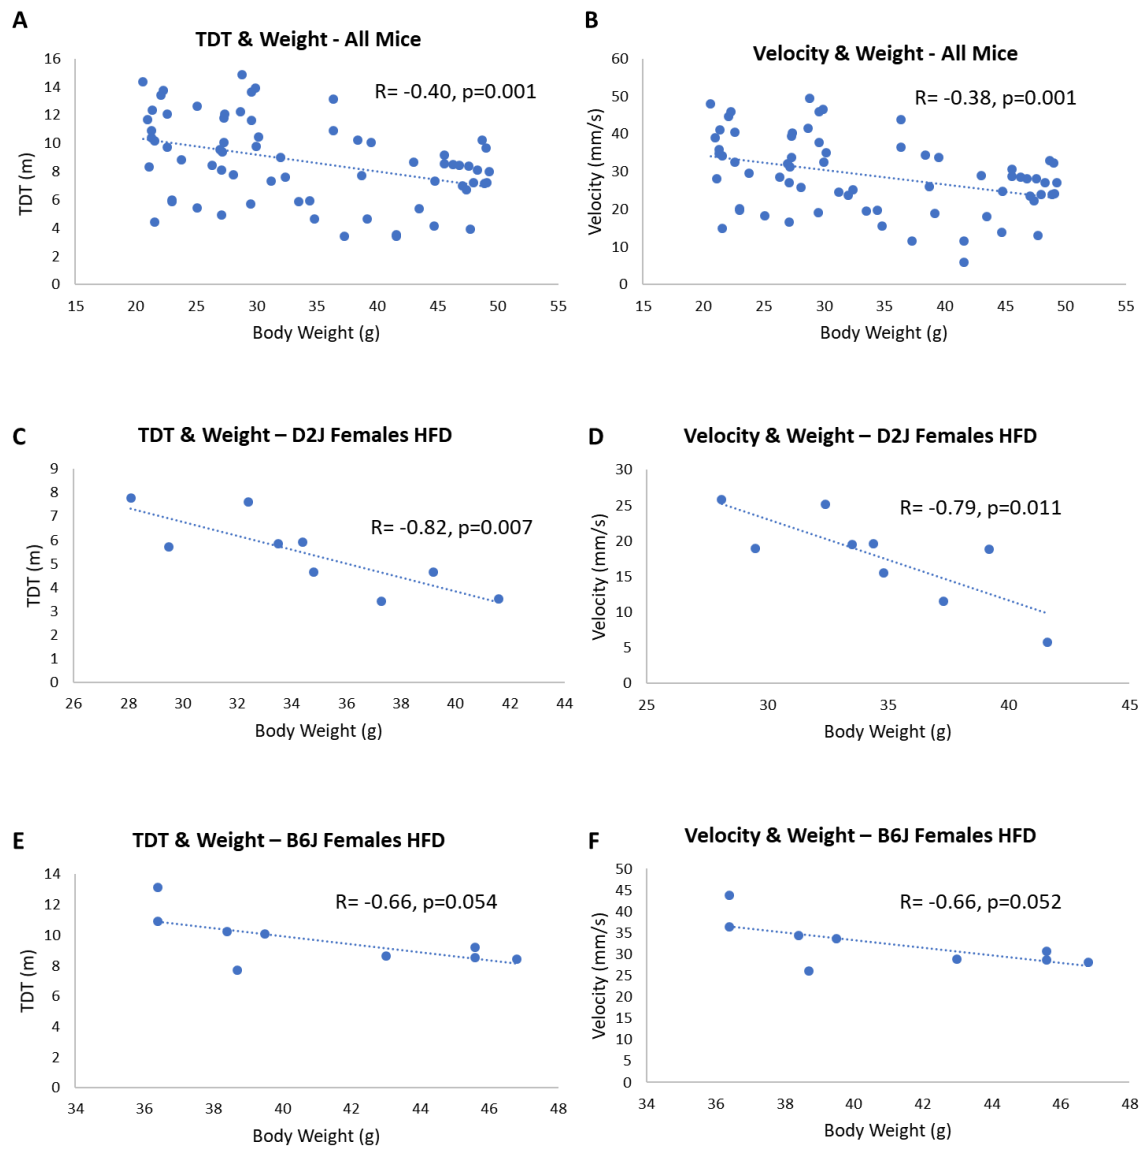 A
TDT & Weight - All Mice
R= -0.40, p=0.001
TDT (m)
16
14
12
10
8
6
4
2
0
15 20 25 30 35 40 45 50 55
Body Weight (g)
B
Velocity & Weight - All Mice
R= -0.38, p=0.001
Velocity (mm/s)
60
50
40
30
20
10
0
15 20 25 30 35 40 45 50 55
Body Weight (g)
C
TDT & Weight – D2J Females HFD
R= -0.82, p=0.007
TDT (m)
9
8
7
6
5
4
3
2
1
0
26 28 30 32 34 36 38 40 42 44
Body Weight (g)
D
Velocity & Weight – D2J Females HFD
R= -0.79, p=0.011
Velocity (mm/s)
30
25
20
15
10
5
0
25 30 35 40 45
Body Weight (g)
E
TDT & Weight – B6J Females HFD
R= -0.66, p=0.054
TDT (m)
14
12
10
8
6
4
2
0
34 36 38 40 42 44 46 48
Body Weight (g)
F
Velocity & Weight – B6J Females HFD
R= -0.66, p=0.052
Velocity (mm/s)
50
45
40
35
30
25
20
15
10
5
0
34 36 38 40 42 44 46 48
Body Weight (g)